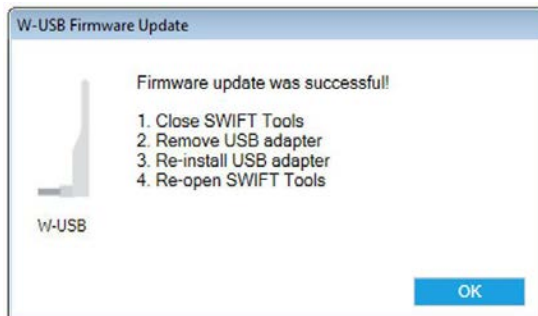 W-USB Firmware Update
Firmware update was successful!
1. Close SWIFT Tools
2. Remove USB adapter
3. Re-install USB adapter
4. Re-open SWIFT Tools
W-USB
OK